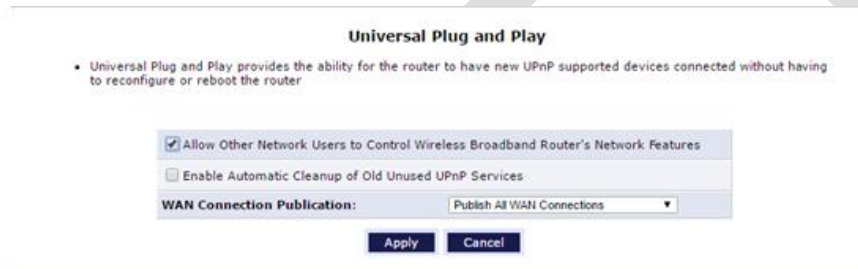 Universal Plug and Play
• Universal Plug and Play provides the ability for the router to have new UPnP supported devices connected without having
to reconfigure or reboot the router
Allow Other Network Users to Control Wireless Broadband Router's Network Features
Enable Automatic Cleanup of Old Unused UPnP Services
WAN Connection Publication: Publish All WAN Connections
Apply Cancel